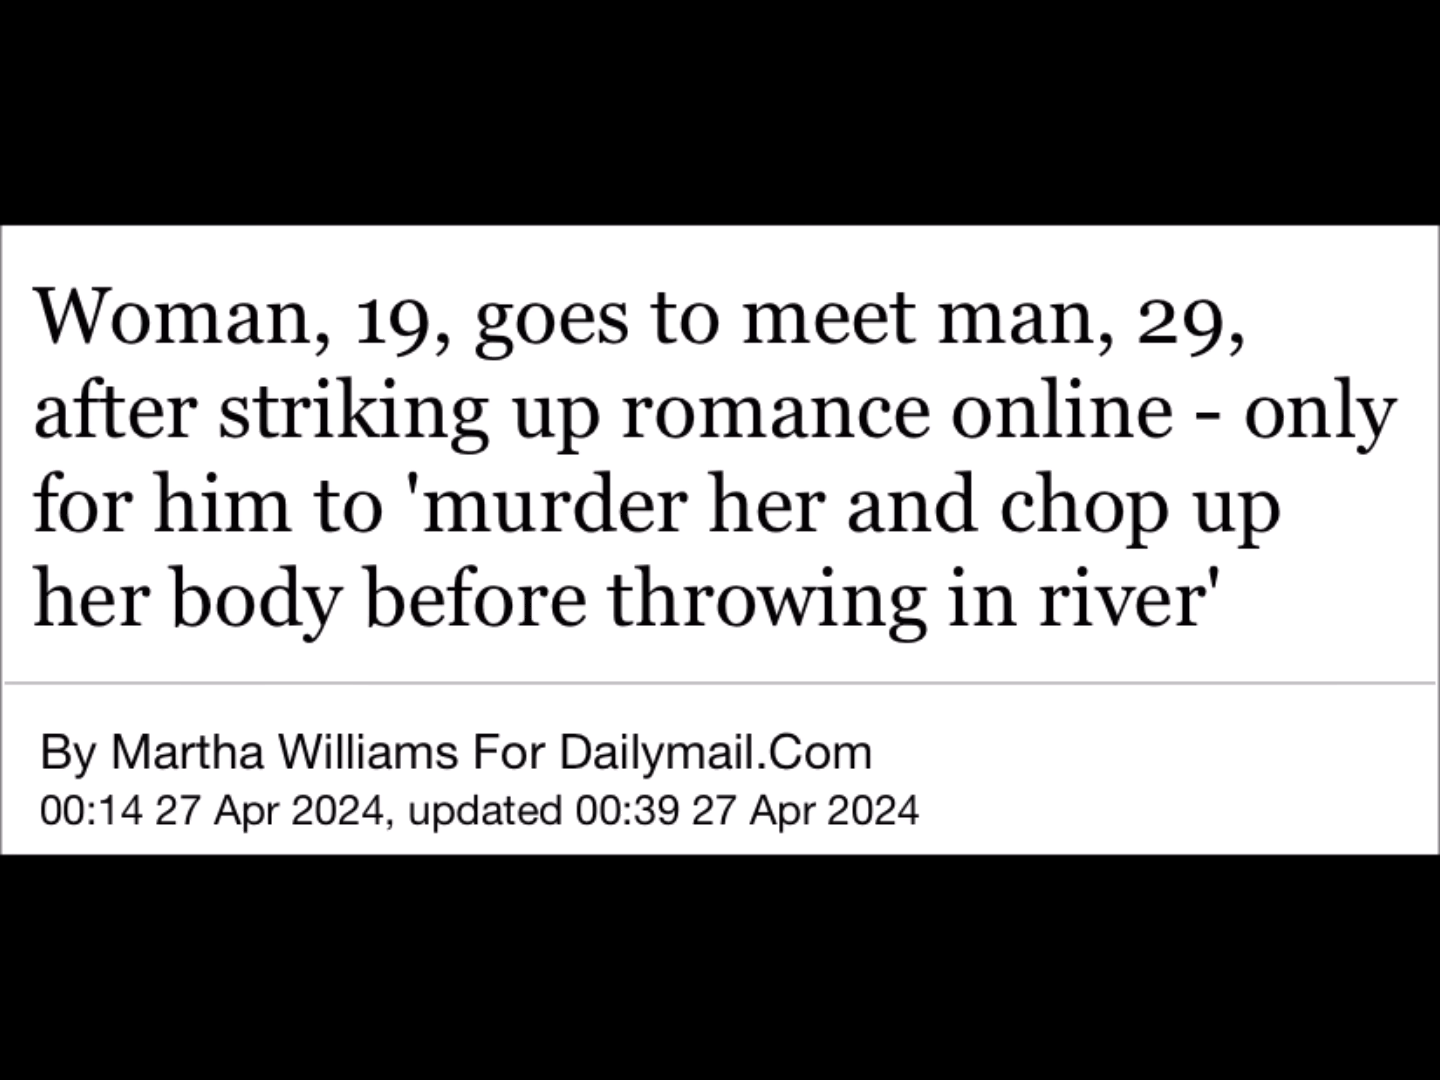 Woman, 19, goes to meet man, 29,
after striking up romance online - only
for him to 'murder her and chop up
her body before throwing in river'
By Martha Williams For Dailymail.Com
00:14 27 Apr 2024, updated 00:39 27 Apr 2024